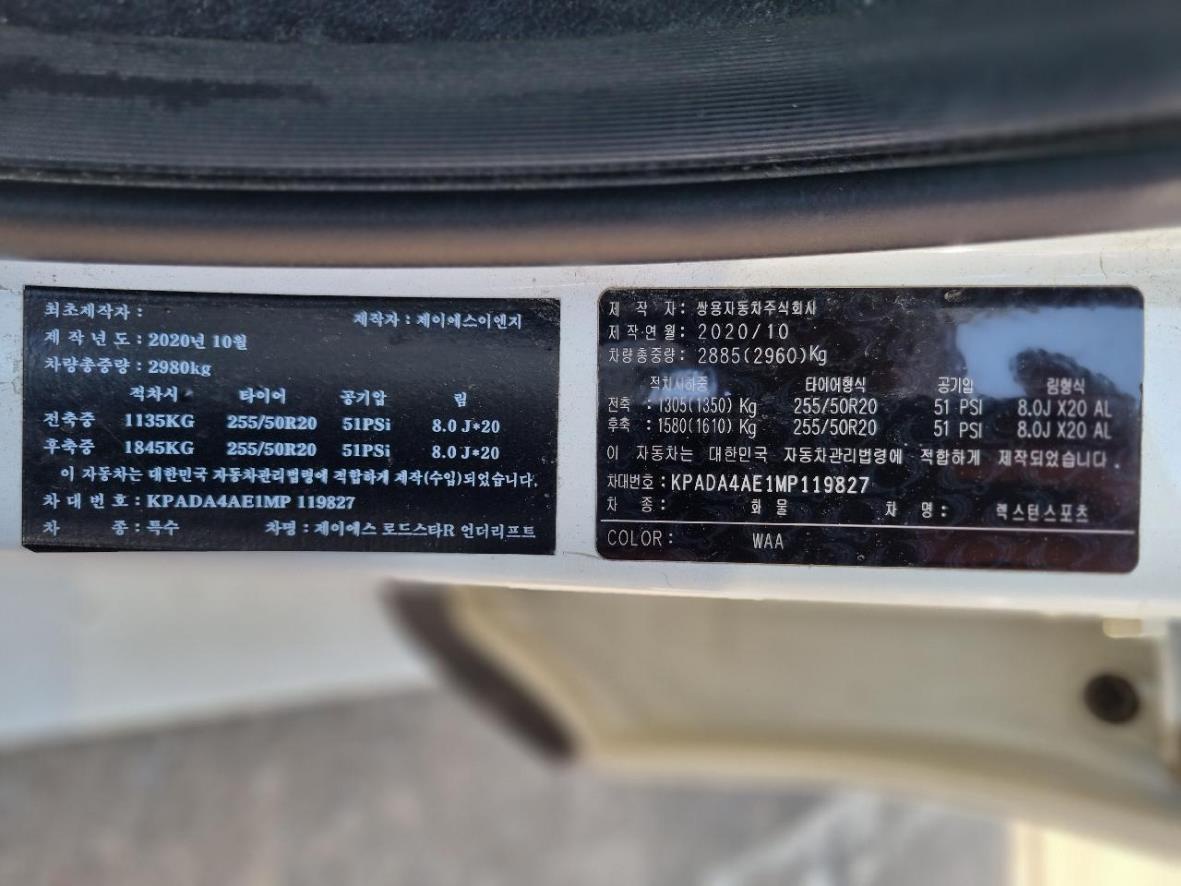 최초제작자 :
제작자 : 제이에스이엔지
제 작 년 도 : 2020년 10월
차량총중량 : 2980kg
적차시 타이어 공기압 림
전축중 1135KG 255/50R20 51PSi 8.0 J*20
후축중 1845KG 255/50R20 51PSi 8.0 J*20
이 자동차는 대한민국 자동차관리법령에 적합하게 제작(수입)되었습니다.
차 대 번 호 : KPADA4AE1MP 119827
차 종 : 특수 차명 : 제이에스 로드스타R 언더리프트
제 작 자: 쌍용자동차주식회사
제작·연월: 2020/10
차량총중량: 2885(2960)Kg
적차시하중 타이어형식 공기압 림형식
전축 : 1305(1350) Kg 255/50R20 51 PSI 8.0J X20 AL
후축 : 1580(1610) Kg 255/50R20 51 PSI 8.0J X20 AL
이 자동차는 대한민국 자동차관리법령에 적합하게 제작되었습니다.
차대번호: KPADA4AE1MP119827
차 종: 화 물 차 명: 렉스턴스포츠
COLOR: WAA